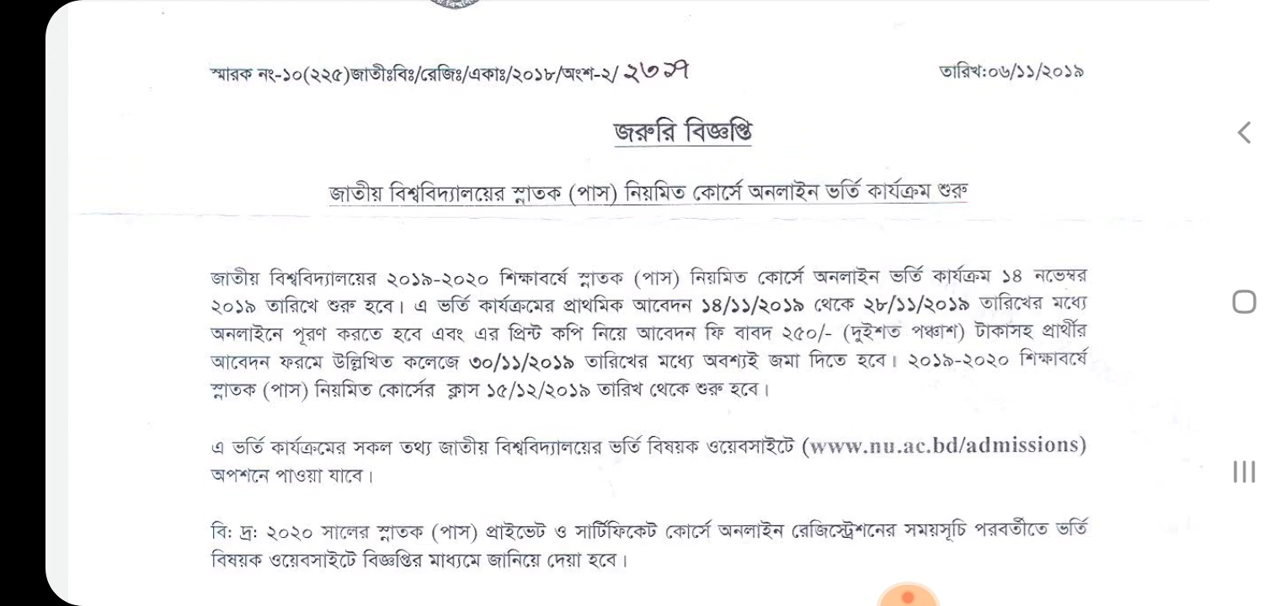 স্মারক নং-১০(২২৫)জাতীঃবিঃ/রেজিঃ/একাঃ/২০১৮/অংশ-২/ ২৩১৭ তারিখ:০৬/১১/২০১৯
জরুরি বিজ্ঞপ্তি
জাতীয় বিশ্ববিদ্যালয়ের স্নাতক (পাস) নিয়মিত কোর্সে অনলাইন ভর্তি কার্যক্রম শুরু
জাতীয় বিশ্ববিদ্যালয়ের ২০১৯-২০২০ শিক্ষাবর্ষে স্নাতক (পাস) নিয়মিত কোর্সে অনলাইন ভর্তি কার্যক্রম ১৪ নভেম্বর
২০১৯ তারিখে শুরু হবে। এ ভর্তি কার্যক্রমের প্রাথমিক আবেদন ১৪/১১/২০১৯ থেকে ২৮/১১/২০১৯ তারিখের মধ্যে
অনলাইনে পূরণ করতে হবে এবং এর প্রিন্ট কপি নিয়ে আবেদন ফি বাবদ ২৫০/- (দুইশত পঞ্চাশ) টাকাসহ প্রার্থীর
আবেদন ফরমে উল্লিখিত কলেজে ৩০/১১/২০১৯ তারিখের মধ্যে অবশ্যই জমা দিতে হবে। ২০১৯-২০২০ শিক্ষাবর্ষে
স্নাতক (পাস) নিয়মিত কোর্সের ক্লাস ১৫/১২/২০১৯ তারিখ থেকে শুরু হবে।
এ ভর্তি কার্যক্রমের সকল তথ্য জাতীয় বিশ্ববিদ্যালয়ের ভর্তি বিষয়ক ওয়েবসাইটে (www.nu.ac.bd/admissions)
অপশনে পাওয়া যাবে।
বি: দ্র: ২০২০ সালের স্নাতক (পাস) প্রাইভেট ও সার্টিফিকেট কোর্সে অনলাইন রেজিস্ট্রেশনের সময়সূচি পরবর্তীতে ভর্তি
বিষয়ক ওয়েবসাইটে বিজ্ঞপ্তির মাধ্যমে জানিয়ে দেয়া হবে।